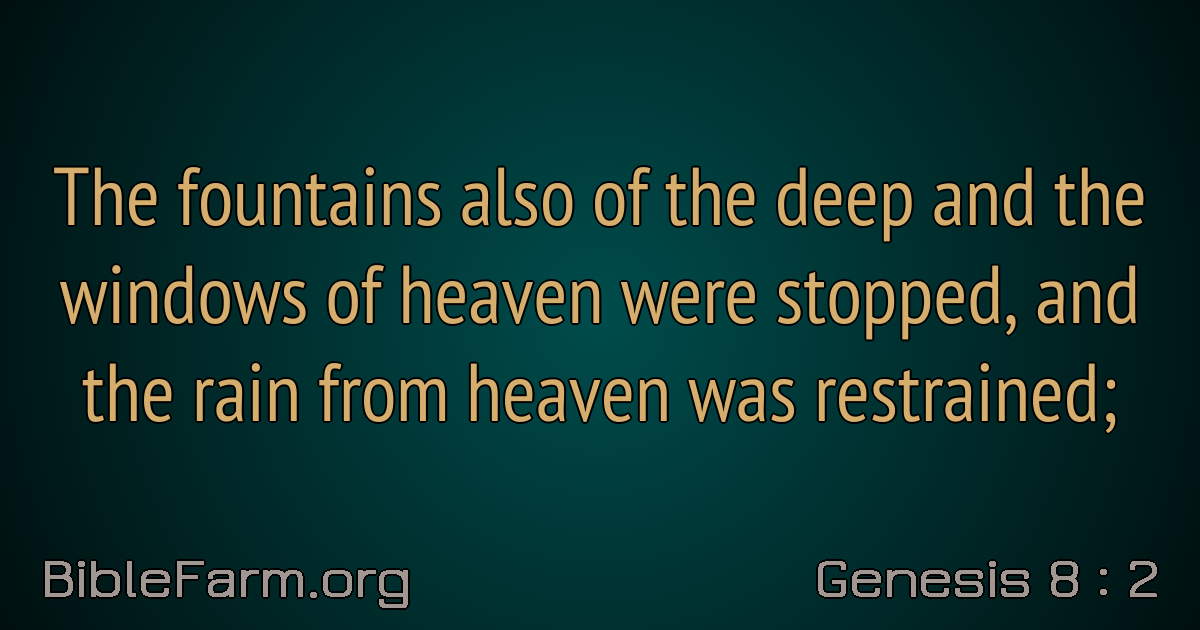 The fountains also of the deep and the
windows of heaven were stopped, and
the rain from heaven was restrained;
BibleFarm.org
Genesis 8 : 2